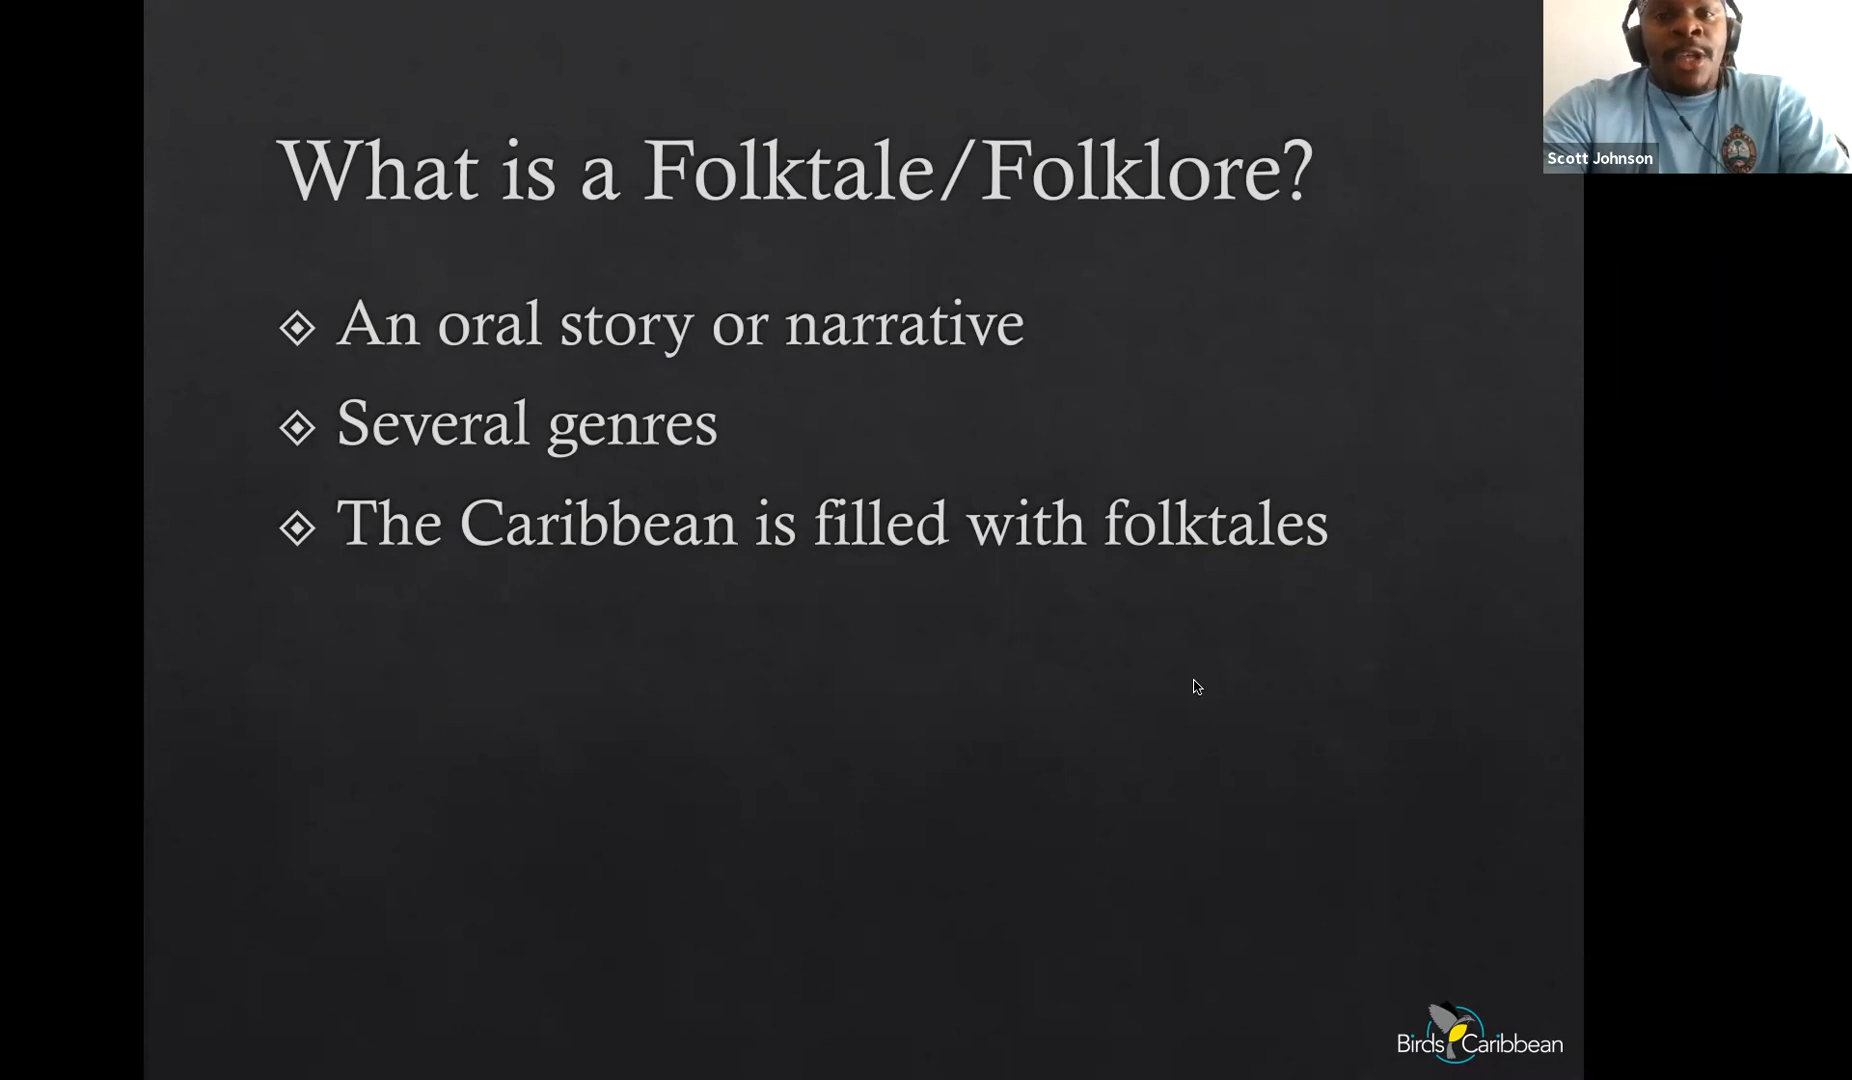 What is a Folktale/Folklore?
An oral story or narrative
Several genres
The Caribbean is filled with folktales
Scott Johnson
BirdsCaribbean